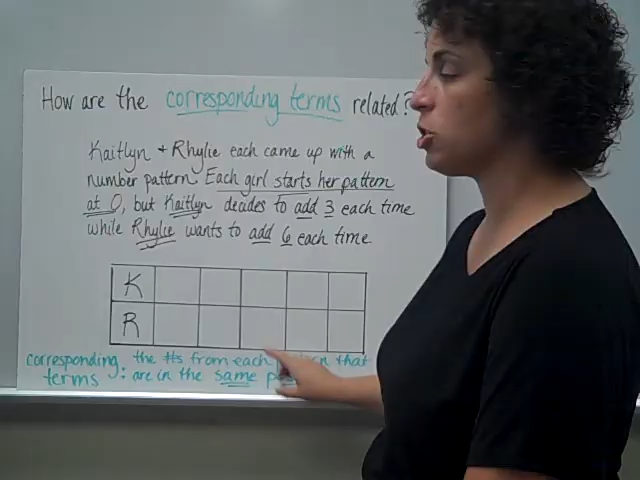 How are the corresponding terms related?
Kaitlyn + Rhylie each came up with a
number pattern. Each girl starts her pattern
at 0, but Kaitlyn decides to add 3 each time
while Rhylie wants to add 6 each time
K
R
corresponding the #s from each that
terms: are in the same